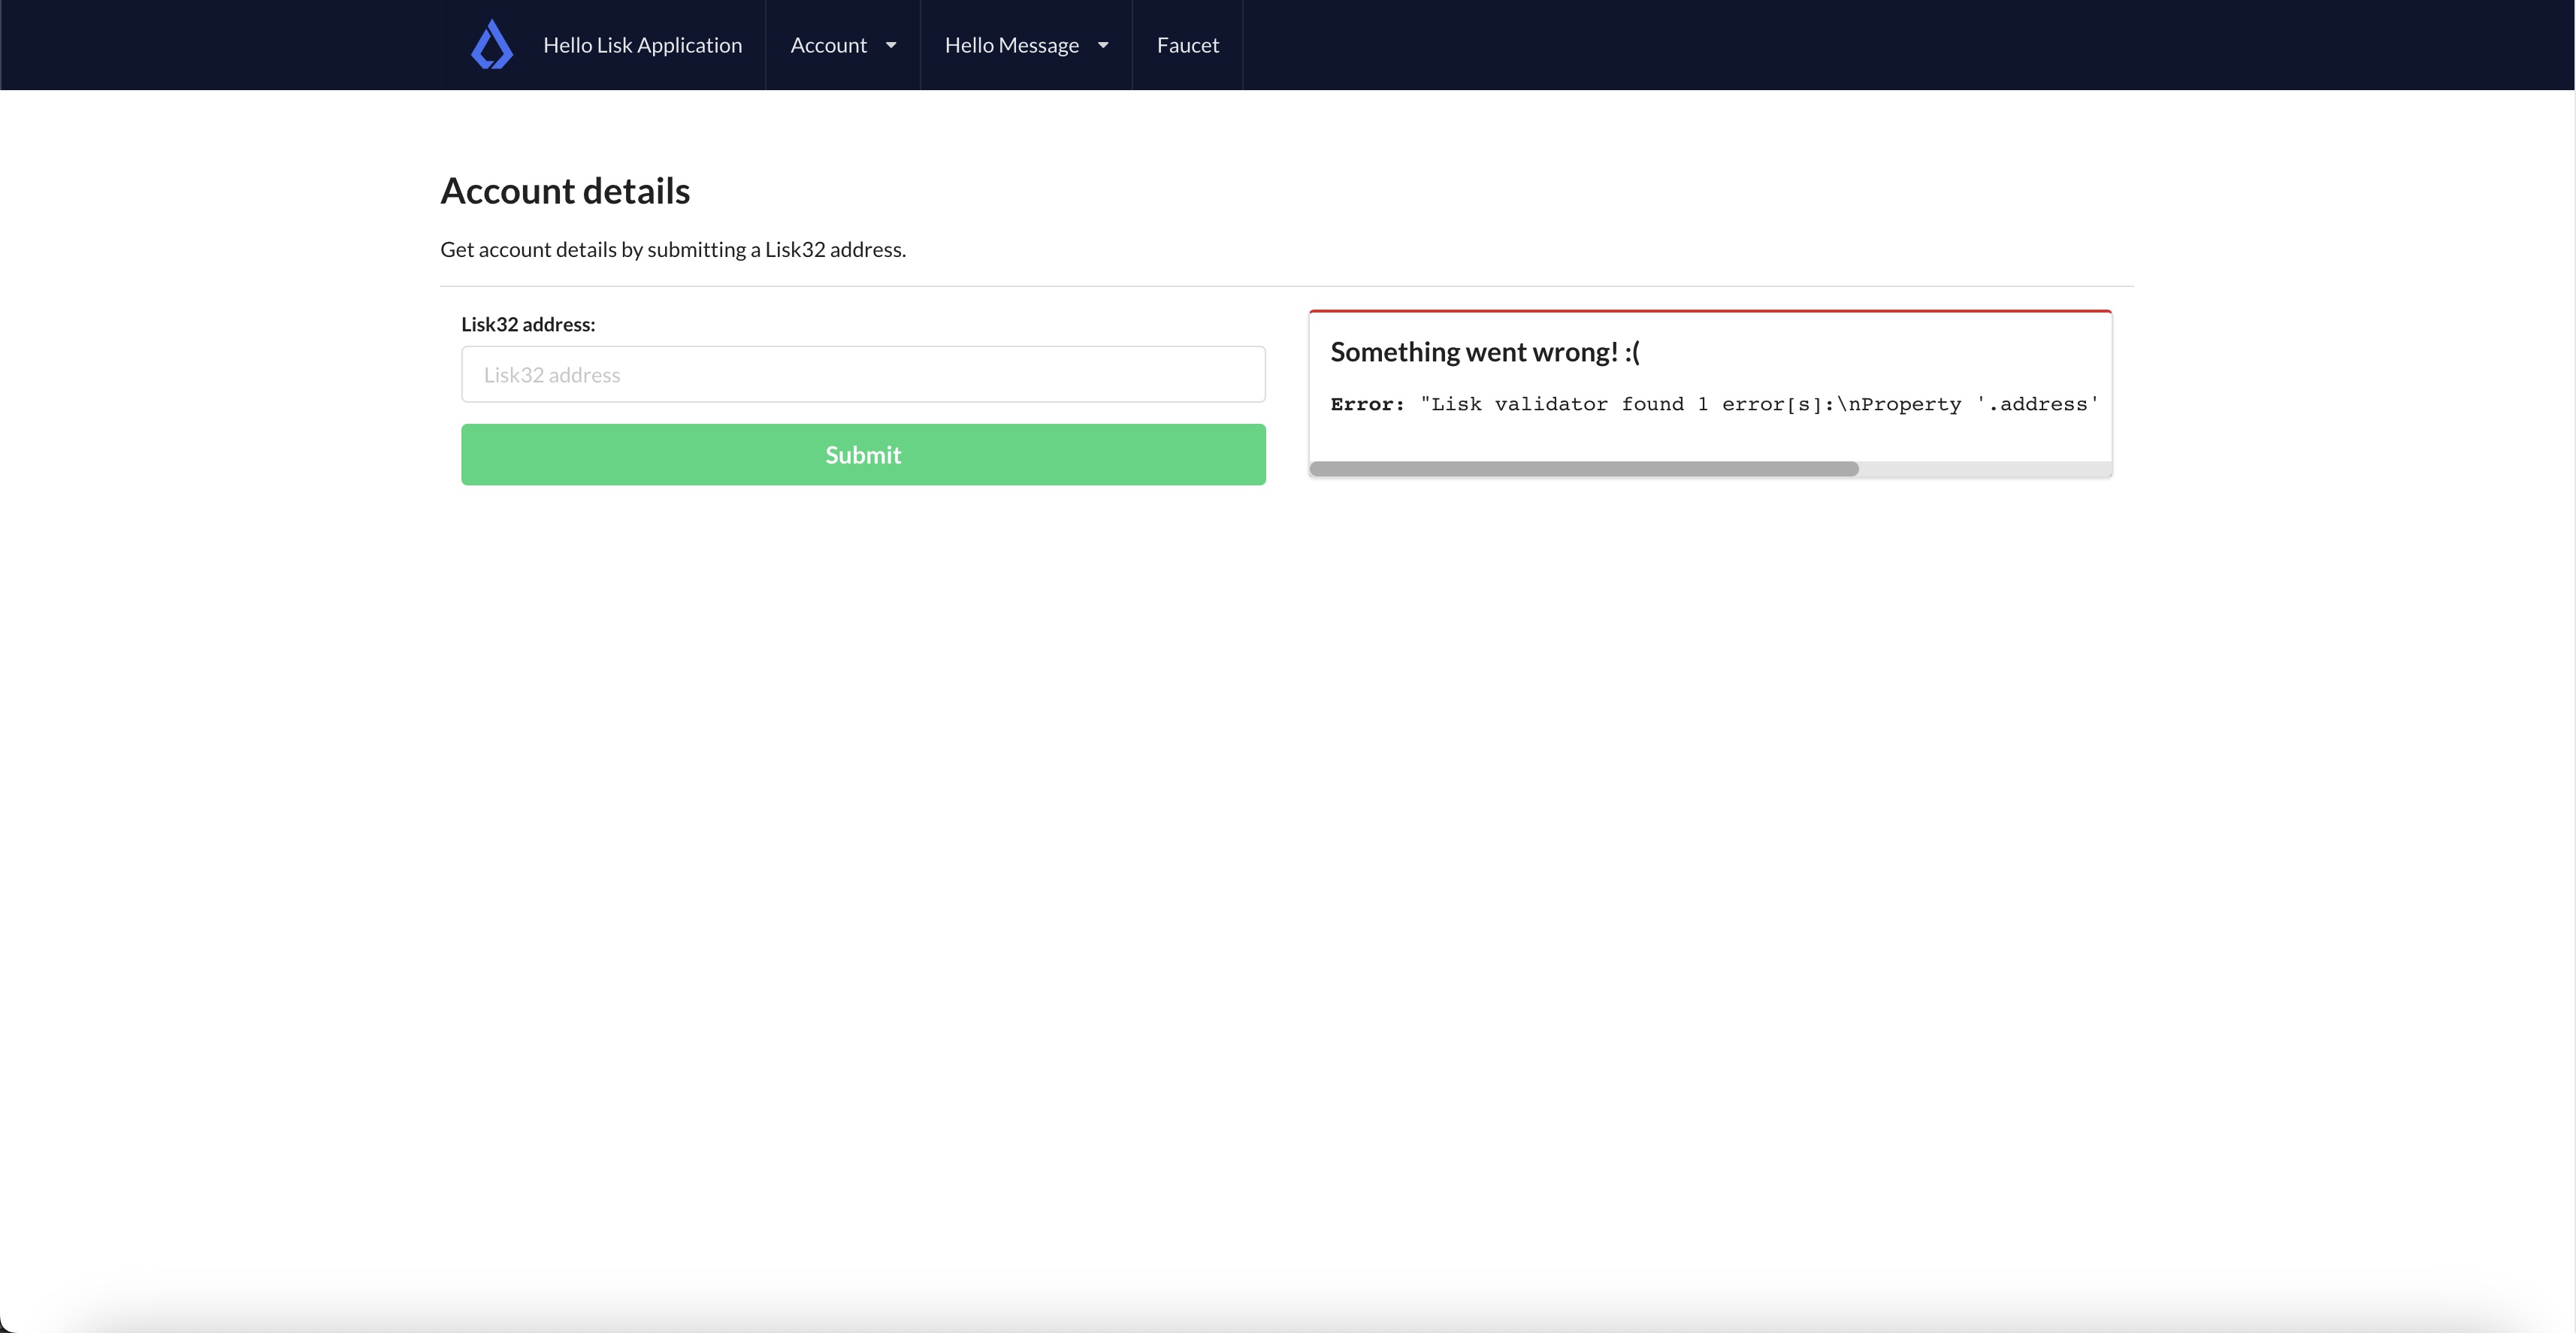 Hello Lisk Application Account Hello Message Faucet
Account details
Get account details by submitting a Lisk32 address.
Lisk32 address:
Lisk32 address
Submit
Something went wrong! :(
Error: "Lisk validator found 1 error[s]:\nProperty '.address'